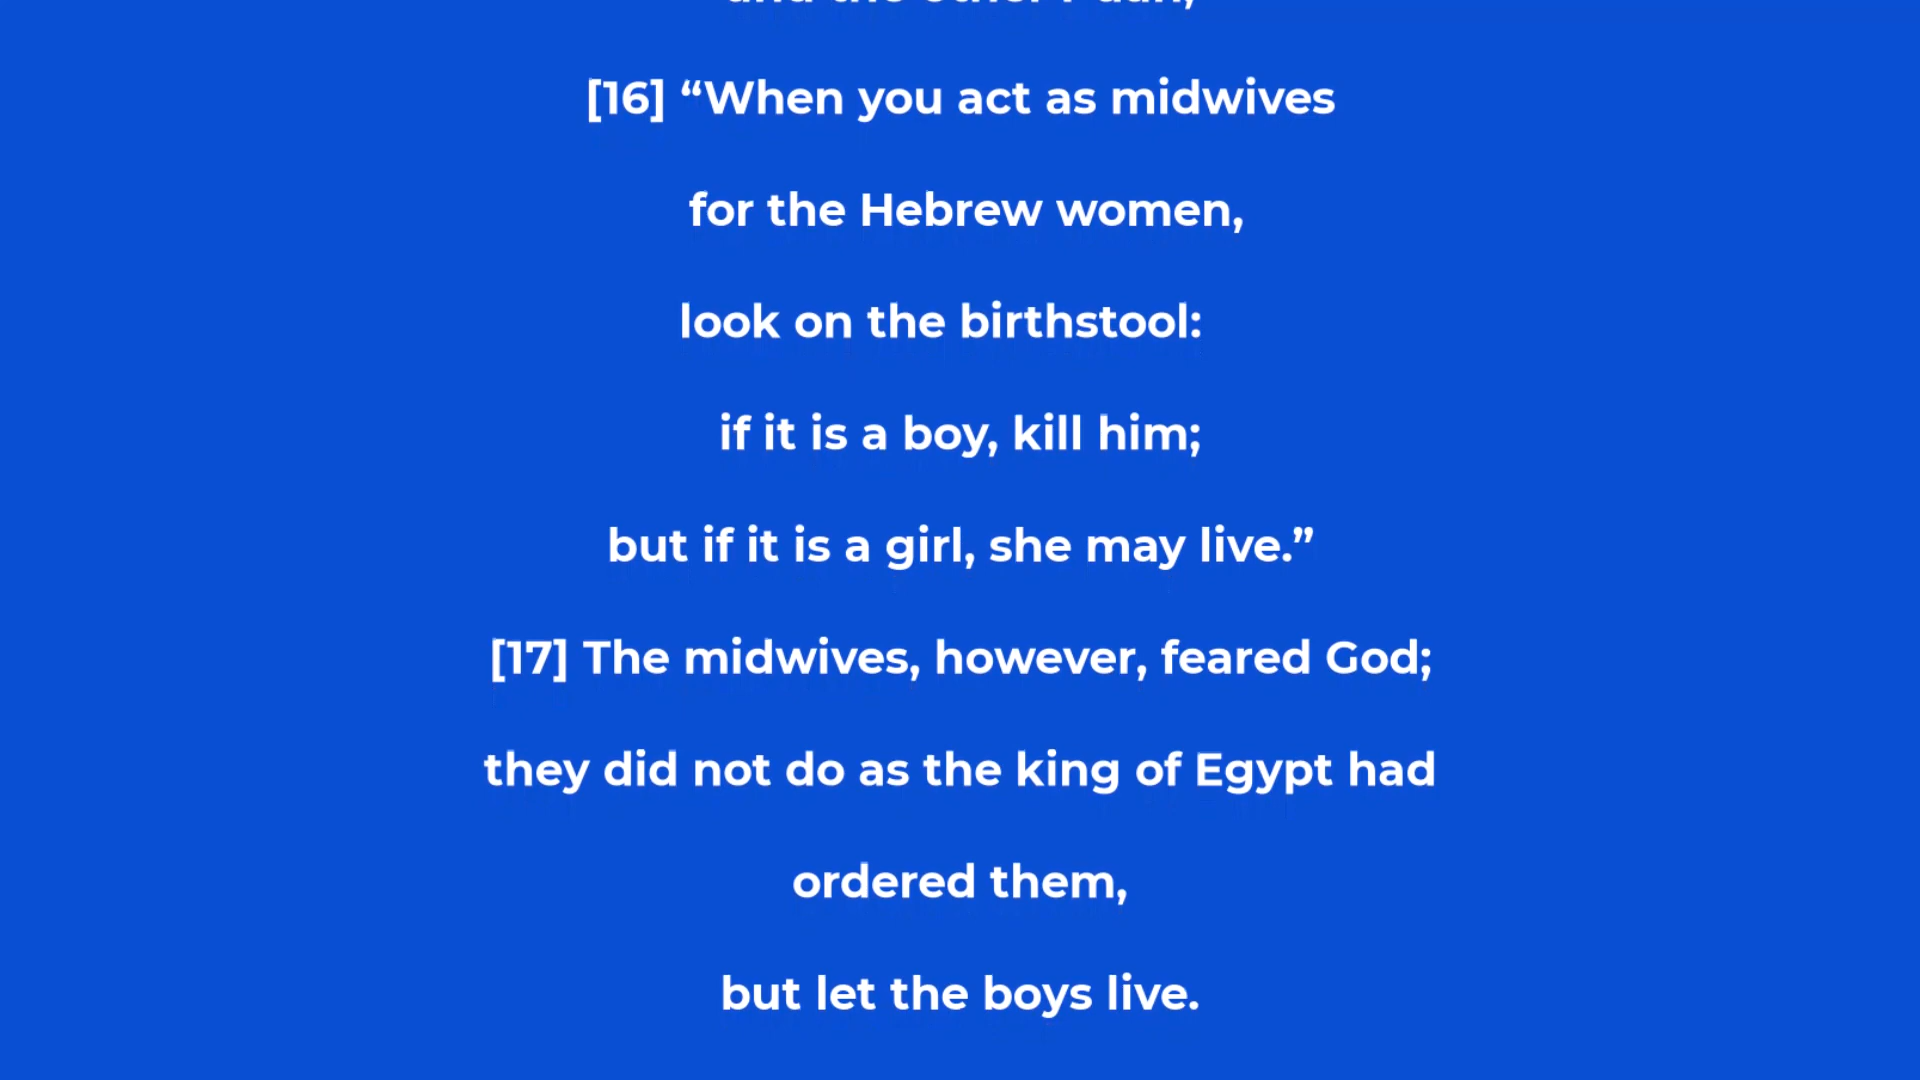 and the other Puah,
[16] “When you act as midwives
for the Hebrew women,
look on the birthstool:
if it is a boy, kill him;
but if it is a girl, she may live.”
[17] The midwives, however, feared God;
they did not do as the king of Egypt had
ordered them,
but let the boys live.